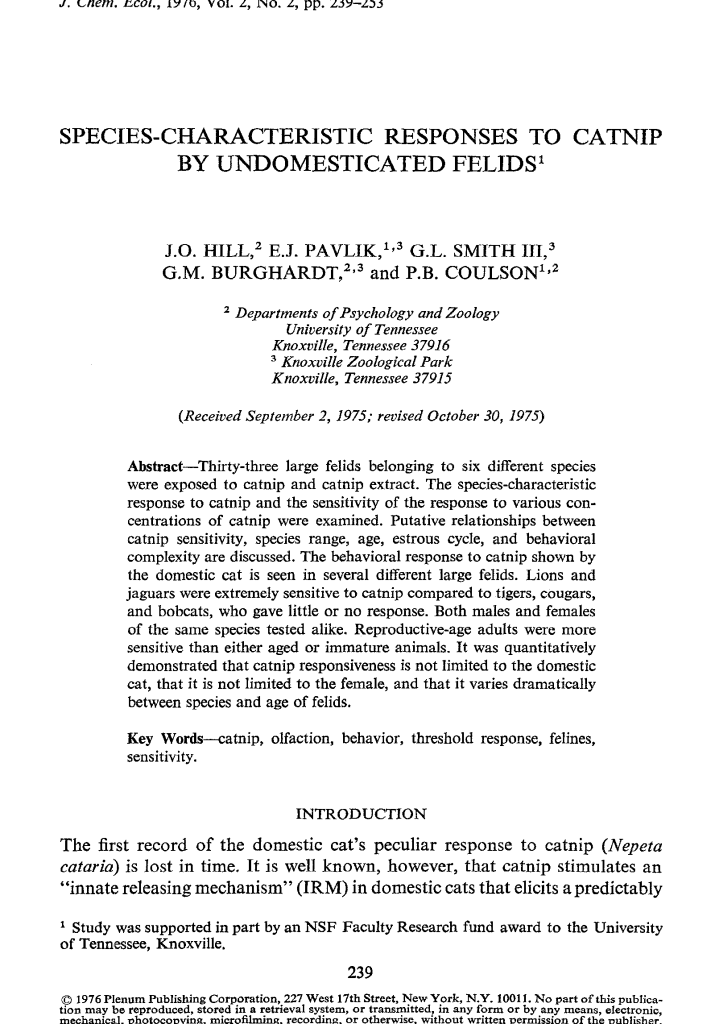 J. Chem. Ecol., 1976, Vol. 2, No. 2, pp. 239–253
SPECIES-CHARACTERISTIC RESPONSES TO CATNIP
BY UNDOMESTICATED FELIDS¹
J.O. HILL,² E.J. PAVLIK,¹,³ G.L. SMITH III,³
G.M. BURGHARDT,²,³ and P.B. COULSON¹,²
² Departments of Psychology and Zoology
University of Tennessee
Knoxville, Tennessee 37916
³ Knoxville Zoological Park
Knoxville, Tennessee 37915
(Received September 2, 1975; revised October 30, 1975)
Abstract—Thirty-three large felids belonging to six different species
were exposed to catnip and catnip extract. The species-characteristic
response to catnip and the sensitivity of the response to various con-
centrations of catnip were examined. Putative relationships between
catnip sensitivity, species range, age, estrous cycle, and behavioral
complexity are discussed. The behavioral response to catnip shown by
the domestic cat is seen in several different large felids. Lions and
jaguars were extremely sensitive to catnip compared to tigers, cougars,
and bobcats, who gave little or no response. Both males and females
of the same species tested alike. Reproductive-age adults were more
sensitive than either aged or immature animals. It was quantitatively
demonstrated that catnip responsiveness is not limited to the domestic
cat, that it is not limited to the female, and that it varies dramatically
between species and age of felids.
Key Words—catnip, olfaction, behavior, threshold response, felines,
sensitivity.
INTRODUCTION
The first record of the domestic cat's peculiar response to catnip (Nepeta
cataria) is lost in time. It is well known, however, that catnip stimulates an
“innate releasing mechanism” (IRM) in domestic cats that elicits a predictably
¹ Study was supported in part by an NSF Faculty Research fund award to the University
of Tennessee, Knoxville.
239
© 1976 Plenum Publishing Corporation, 227 West 17th Street, New York, N.Y. 10011. No part of this publica-
tion may be reproduced, stored in a retrieval system, or transmitted, in any form or by any means, electronic,
mechanical, photocopying, microfilming, recording, or otherwise, without written permission of the publisher.